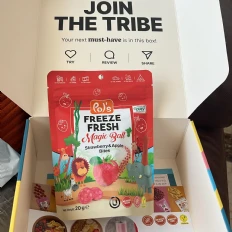 JOIN
THE TRIBE
Your next must-have is in this box!
TRY
REVIEW
SHARE
Pol's
FREEZE
FRESH
Magic Ball
Strawberry&Apple
Bites
20g